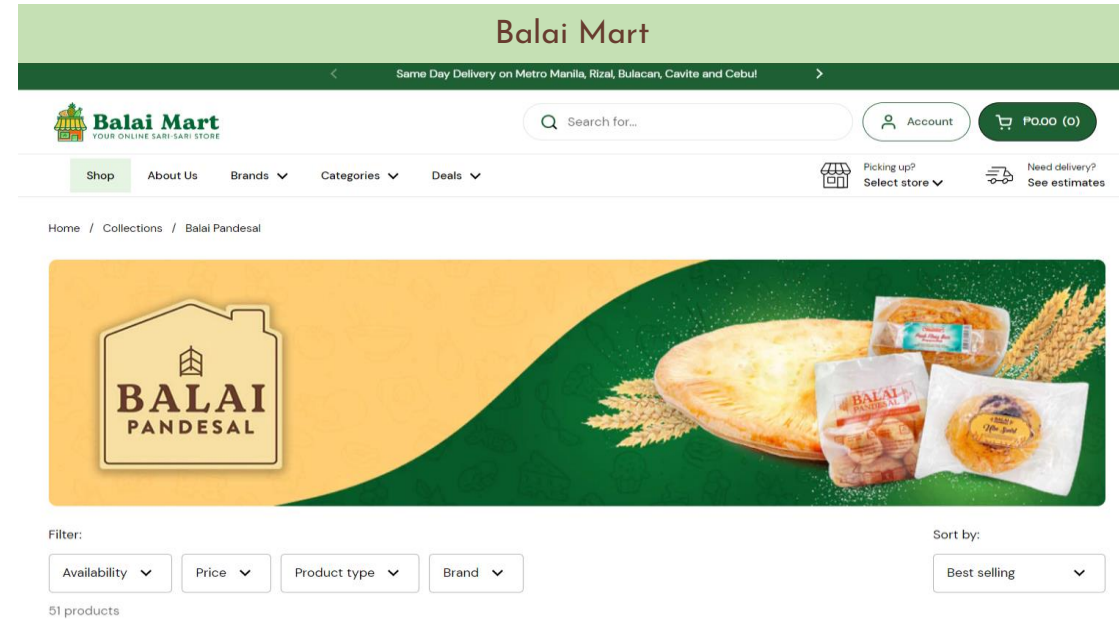 Balai Mart
Same Day Delivery on Metro Manila, Rizal, Bulacan, Cavite and Cebu!
Balai Mart
YOUR ONLINE SARI-SARI STORE
Search for...
Account
₱0.00 (0)
Shop
About Us
Brands
Categories
Deals
Picking up?
Select store
Need delivery?
See estimates
Home / Collections / Balai Pandesal
BALAI
PANDESAL
BALAI
PANDESAL
Ube Swirl
Filter:
Sort by:
Availability
Price
Product type
Brand
Best selling
51 products